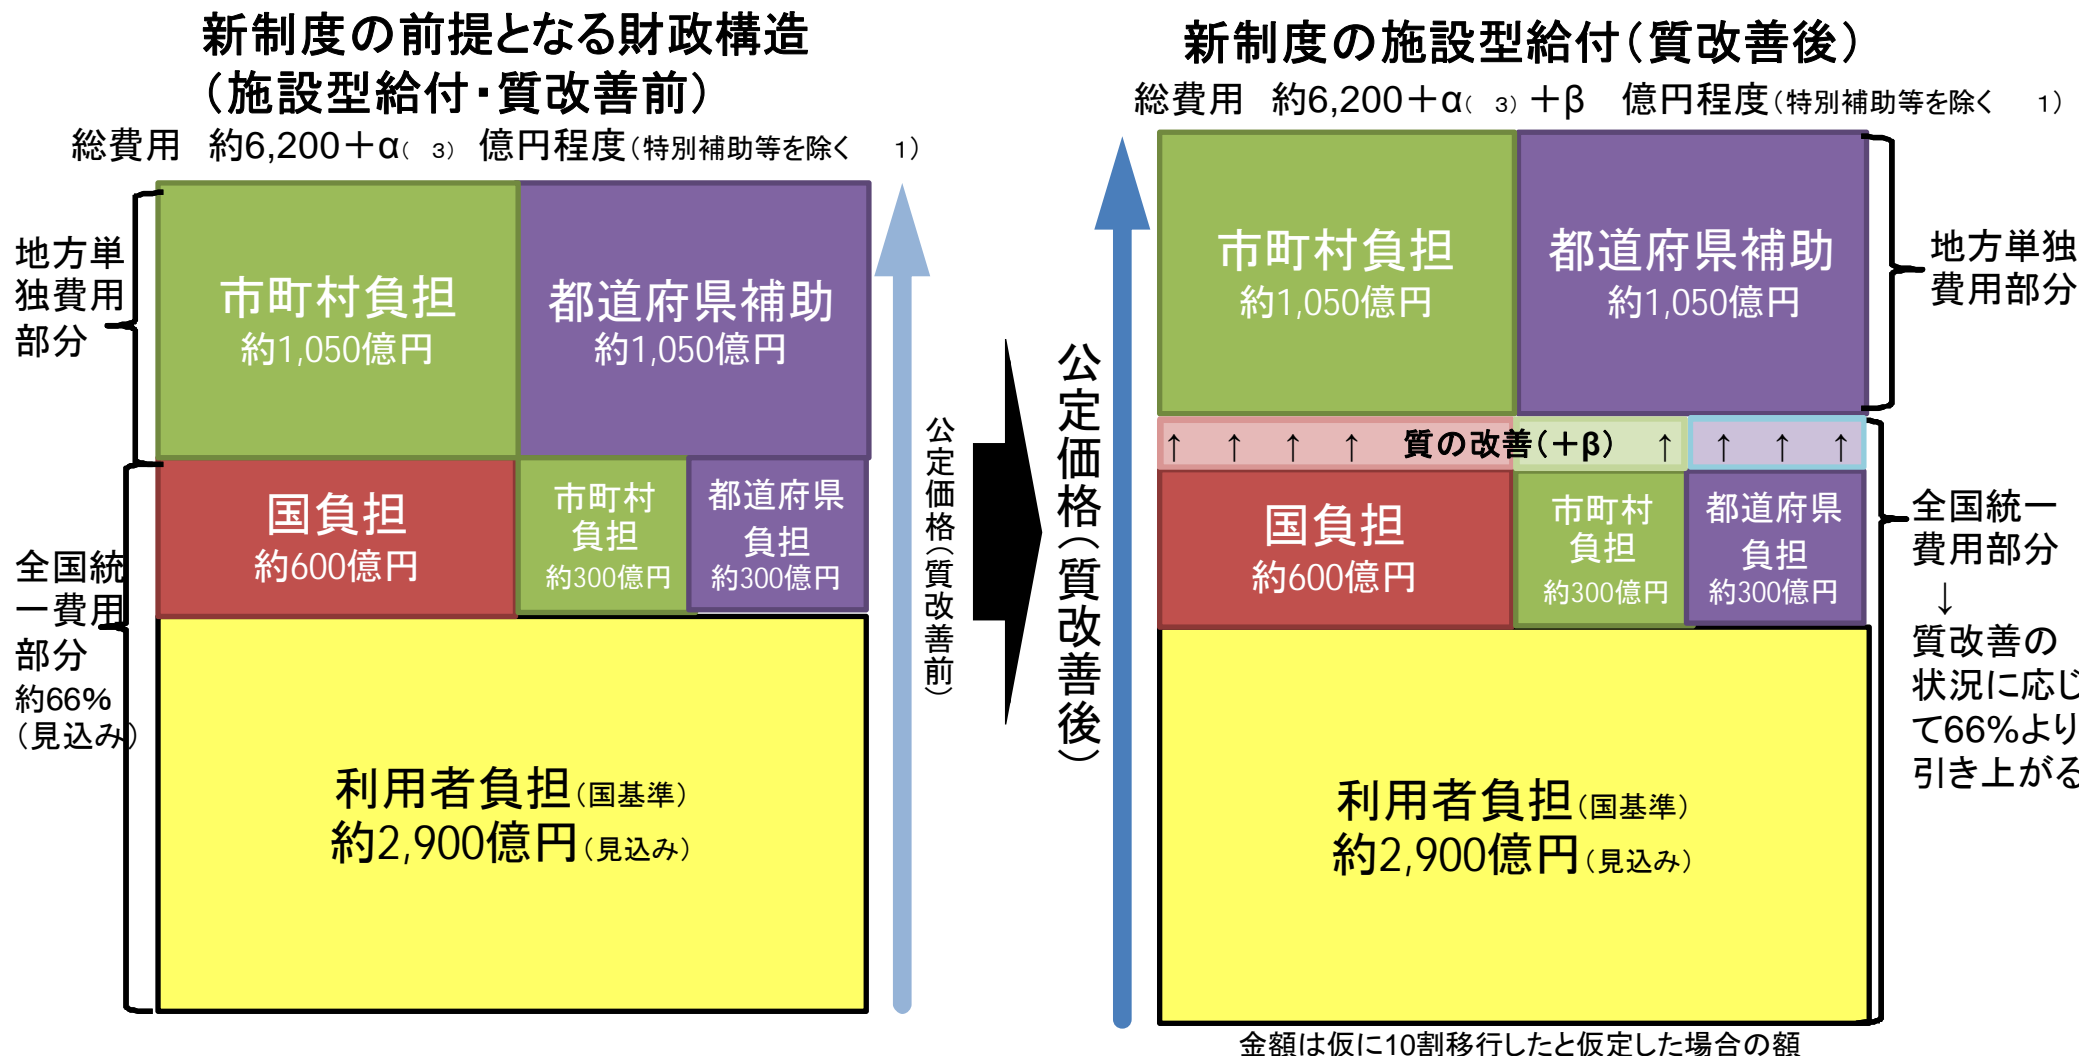 新制度の前提となる財政構造
（施設型給付・質改善前）
総費用 約6,200＋α（ 3） 億円程度（特別補助等を除く 1）
地方単
独費用
部分
市町村負担
約1,050億円
都道府県補助
約1,050億円
国負担
約600億円
市町村
負担
約300億円
都道府県
負担
約300億円
全国統
一費用
部分
約66%
（見込み）
利用者負担（国基準）
約2,900億円（見込み）
公定価格（質改善前）
新制度の施設型給付（質改善後）
総費用 約6,200＋α（ 3）＋β 億円程度（特別補助等を除く 1）
公定価格（質改善後）
市町村負担
約1,050億円
都道府県補助
約1,050億円
地方単独
費用部分
↑ ↑ ↑ ↑ 質の改善（＋β） ↑ ↑ ↑ ↑
国負担
約600億円
市町村
負担
約300億円
都道府県
負担
約300億円
全国統一
費用部分
↓
質改善の
状況に応じ
て66%より
引き上がる
利用者負担（国基準）
約2,900億円（見込み）
金額は仮に10割移行したと仮定した場合の額